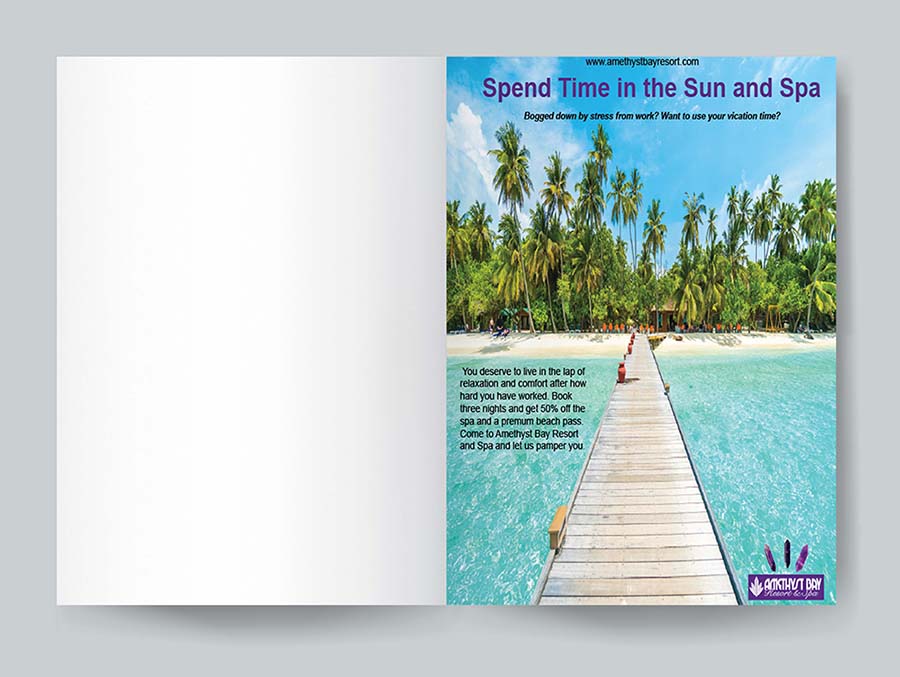 www.amethystbayresort.com
Spend Time in the Sun and Spa
Bogged down by stress from work? Want to use your vication time?
You deserve to live in the lap of
relaxation and comfort after how
hard you have worked. Book
three nights and get 50% off the
spa and a premum beach pass.
Come to Amethyst Bay Resort
and Spa and let us pamper you.
AMETHYST BAY
Resort & Spa